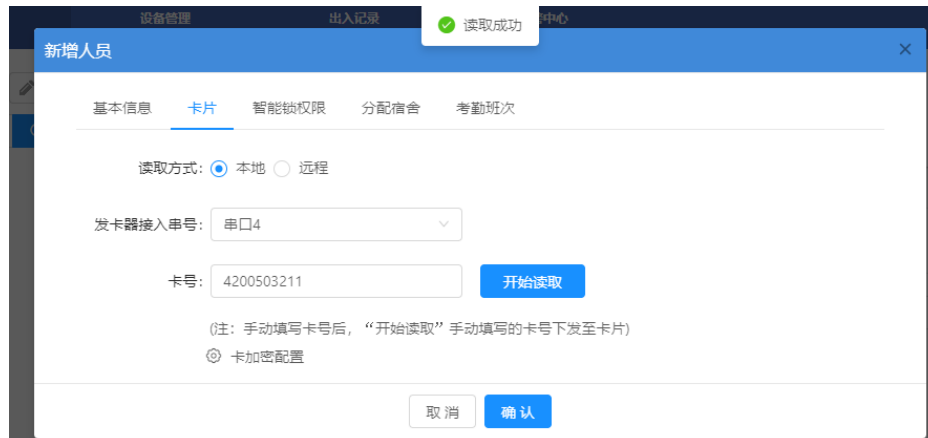 设备管理 出入记录 中心
读取成功
新增人员
基本信息 卡片 智能锁权限 分配宿舍 考勤班次
读取方式: 本地 远程
发卡器接入串号: 串口4
卡号: 4200503211 开始读取
(注: 手动填写卡号后, “开始读取” 手动填写的卡号下发至卡片)
卡加密配置
取 消 确 认